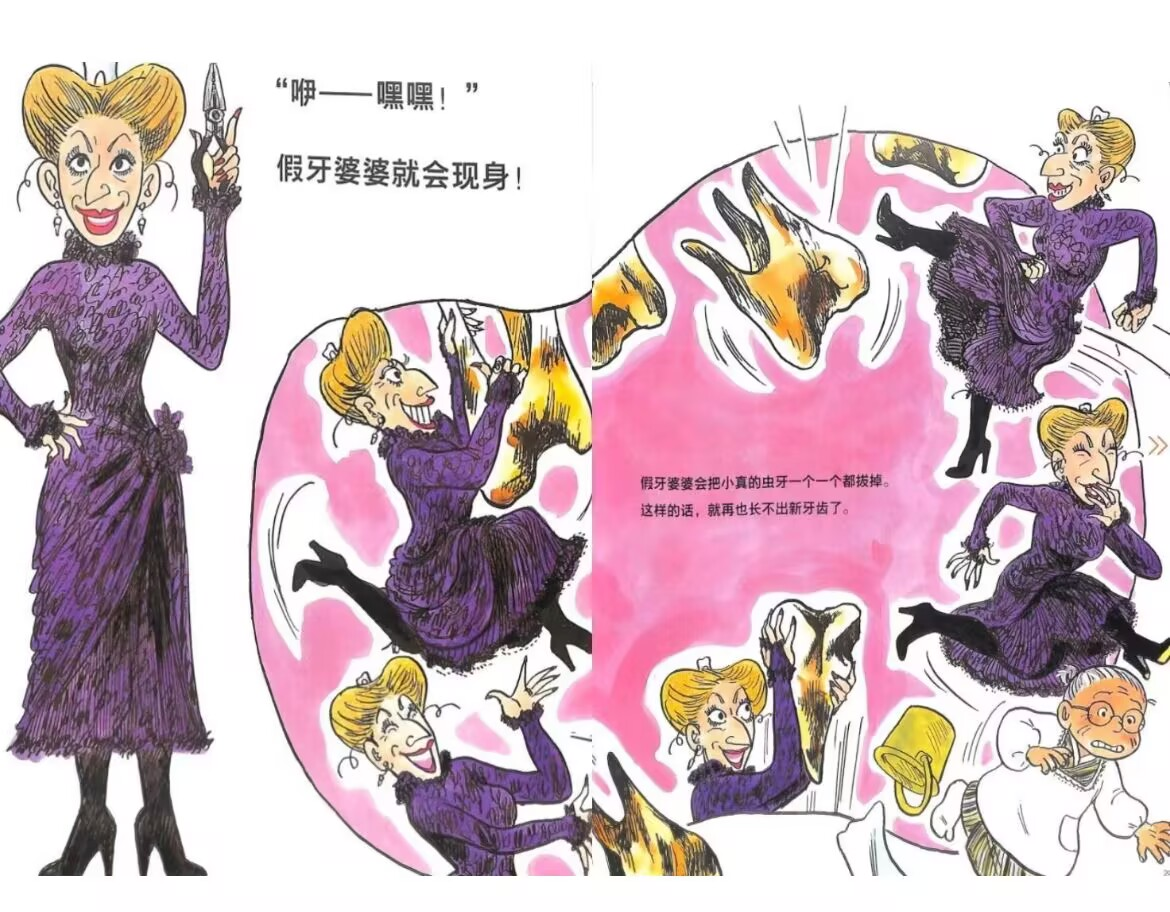 “咿——嘿嘿！”
假牙婆婆就会现身！
假牙婆婆会把小真的虫牙一个一个都拔掉。
这样的话，就再也长不出新牙齿了。